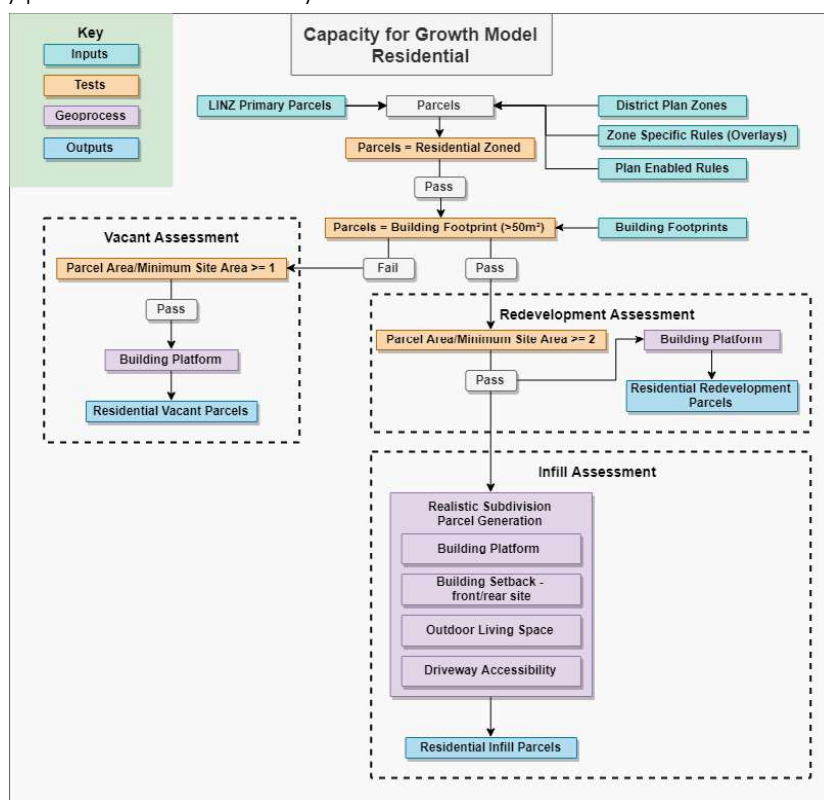 Key
Inputs
Tests
Geoprocess
Outputs
Capacity for Growth Model
Residential
LINZ Primary Parcels
Parcels
District Plan Zones
Zone Specific Rules (Overlays)
Plan Enabled Rules
Parcels = Residential Zoned
Pass
Parcels = Building Footprint (>50m²)
Building Footprints
Fail
Pass
Vacant Assessment
Parcel Area/Minimum Site Area >= 1
Pass
Building Platform
Residential Vacant Parcels
Redevelopment Assessment
Parcel Area/Minimum Site Area >= 2
Building Platform
Pass
Residential Redevelopment
Parcels
Infill Assessment
Realistic Subdivision
Parcel Generation
Building Platform
Building Setback -
front/rear site
Outdoor Living Space
Driveway Accessibility
Residential Infill Parcels